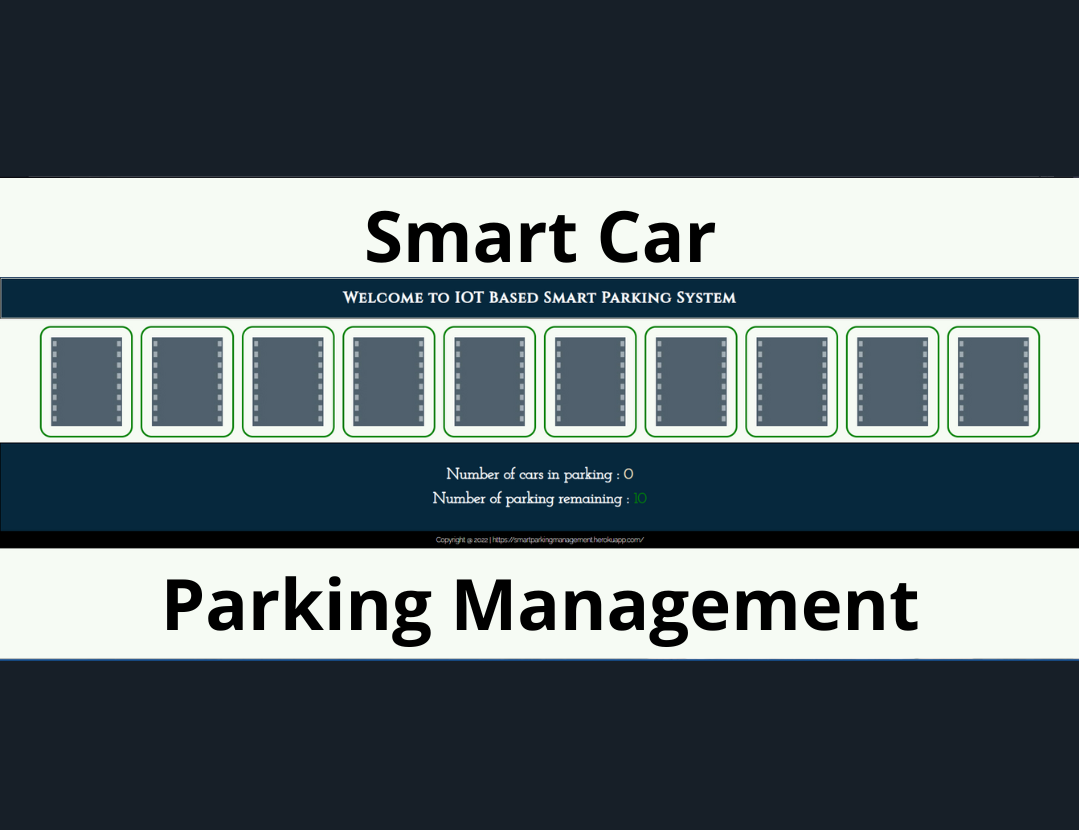 Smart Car
Welcome to IOT Based Smart Parking System
Number of cars in parking : 0
Number of parking remaining : 10
Copyright @ 2022 | https://smartparkingmanagement.herokuapp.com/
Parking Management